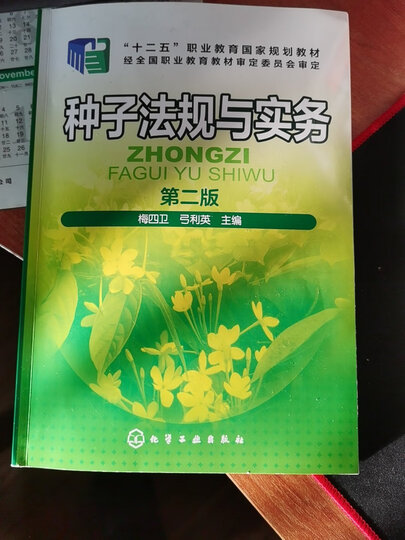 “十二五”职业教育国家规划教材
经全国职业教育教材审定委员会审定
种子法规与实务
ZHONGZI
FAGUI YU SHIWU
第二版
梅四卫 弓利英 主编
化学工业出版社
公司